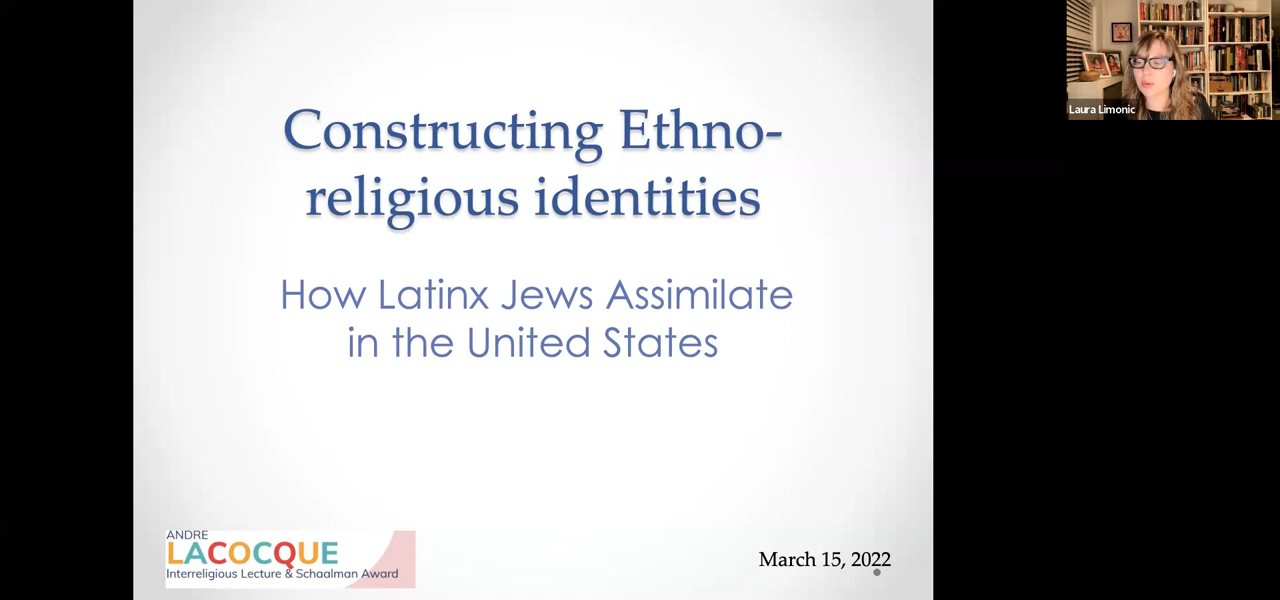 Constructing Ethno-
religious identities
How Latinx Jews Assimilate
in the United States
ANDRE
LACOCQUE
Interreligious Lecture & Schaalman Award
March 15, 2022
Laura Limonic